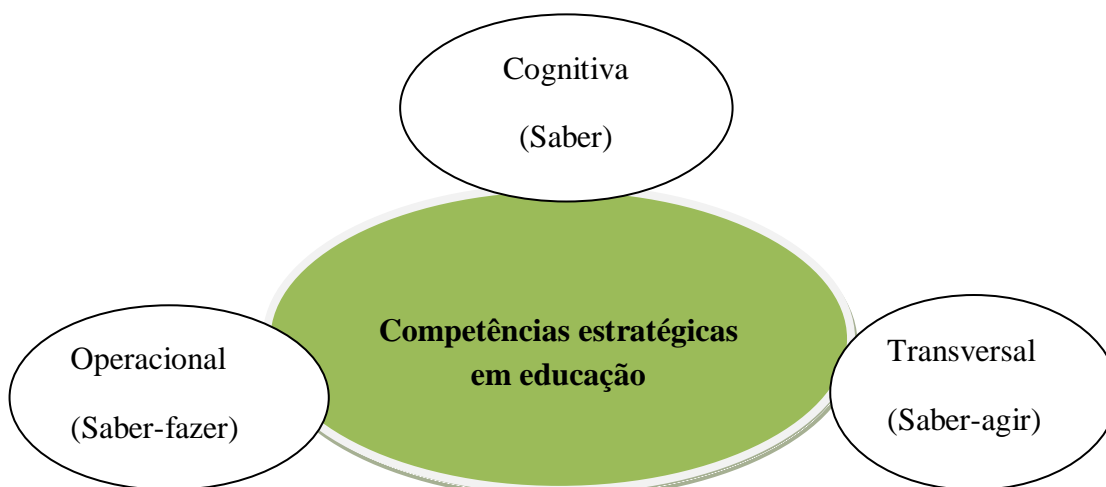 Cognitiva
(Saber)
Competências estratégicas
em educação
Operacional
(Saber-fazer)
Transversal
(Saber-agir)